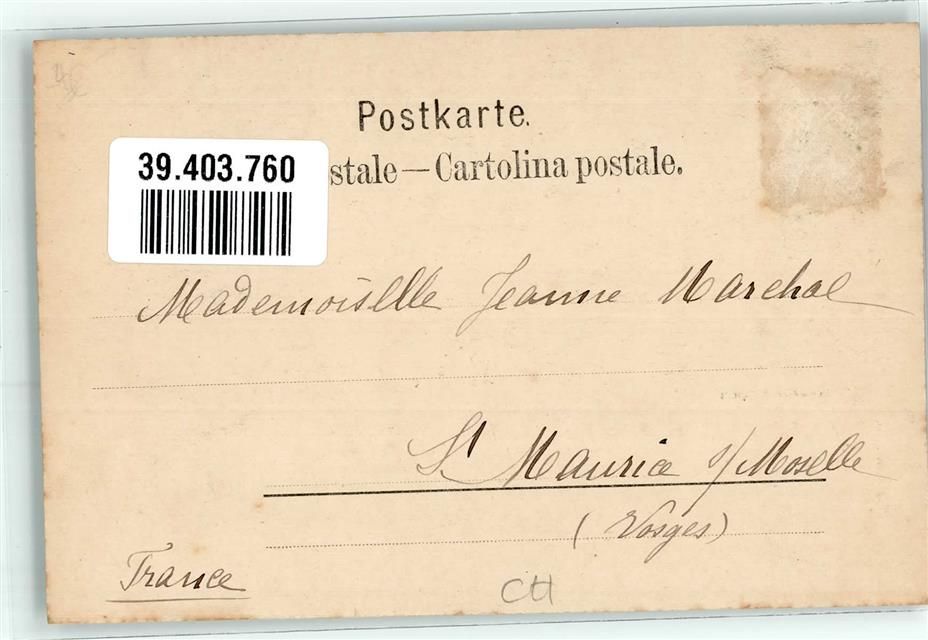 Postkarte.
39.403.760
stale — Cartolina postale.
Mademoiselle Jeanne Marchal
St Maurice s/Moselle
(Vosges)
France
CH